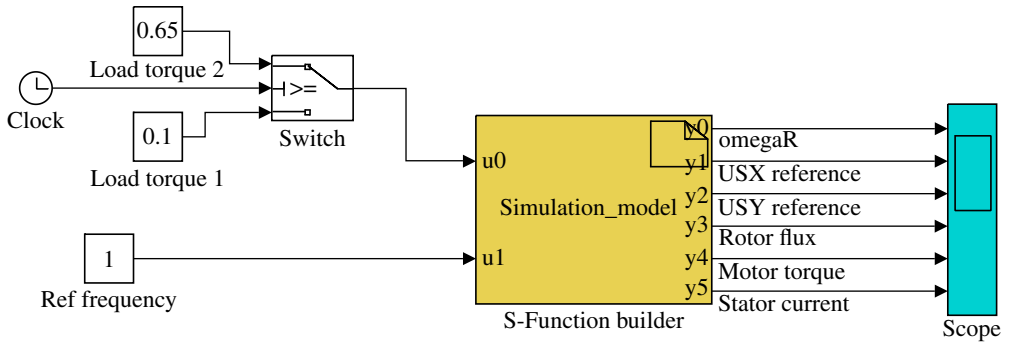 0.65
Load torque 2
Clock
>=
Switch
0.1
Load torque 1
1
Ref frequency
u0
u1
Simulation_model
y0
y1
y2
y3
y4
y5
S-Function builder
omegaR
USX reference
USY reference
Rotor flux
Motor torque
Stator current
Scope